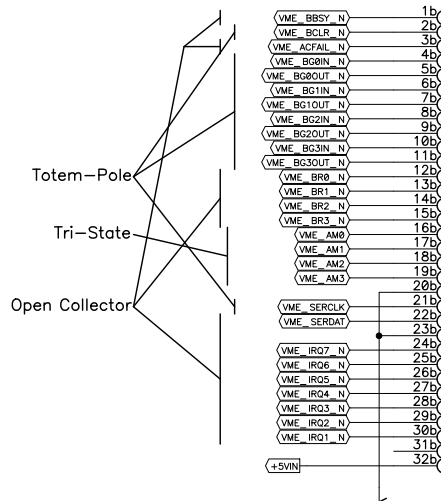 VME_BBSY_N 1b
VME_BCLR_N 2b
VME_ACFAIL_N 3b
VME_BG0IN_N 4b
VME_BG0OUT_N 5b
VME_BG1IN_N 6b
VME_BG1OUT_N 7b
VME_BG2IN_N 8b
VME_BG2OUT_N 9b
VME_BG3IN_N 10b
VME_BG3OUT_N 11b
Totem-Pole VME_BR0_N 12b
VME_BR1_N 13b
VME_BR2_N 14b
VME_BR3_N 15b
Tri-State VME_AM0 16b
VME_AM1 17b
VME_AM2 18b
VME_AM3 19b
20b
Open Collector VME_SERCLK 21b
VME_SERDAT 22b
23b
VME_IRQ7_N 24b
VME_IRQ6_N 25b
VME_IRQ5_N 26b
VME_IRQ4_N 27b
VME_IRQ3_N 28b
VME_IRQ2_N 29b
VME_IRQ1_N 30b
31b
+5VIN 32b